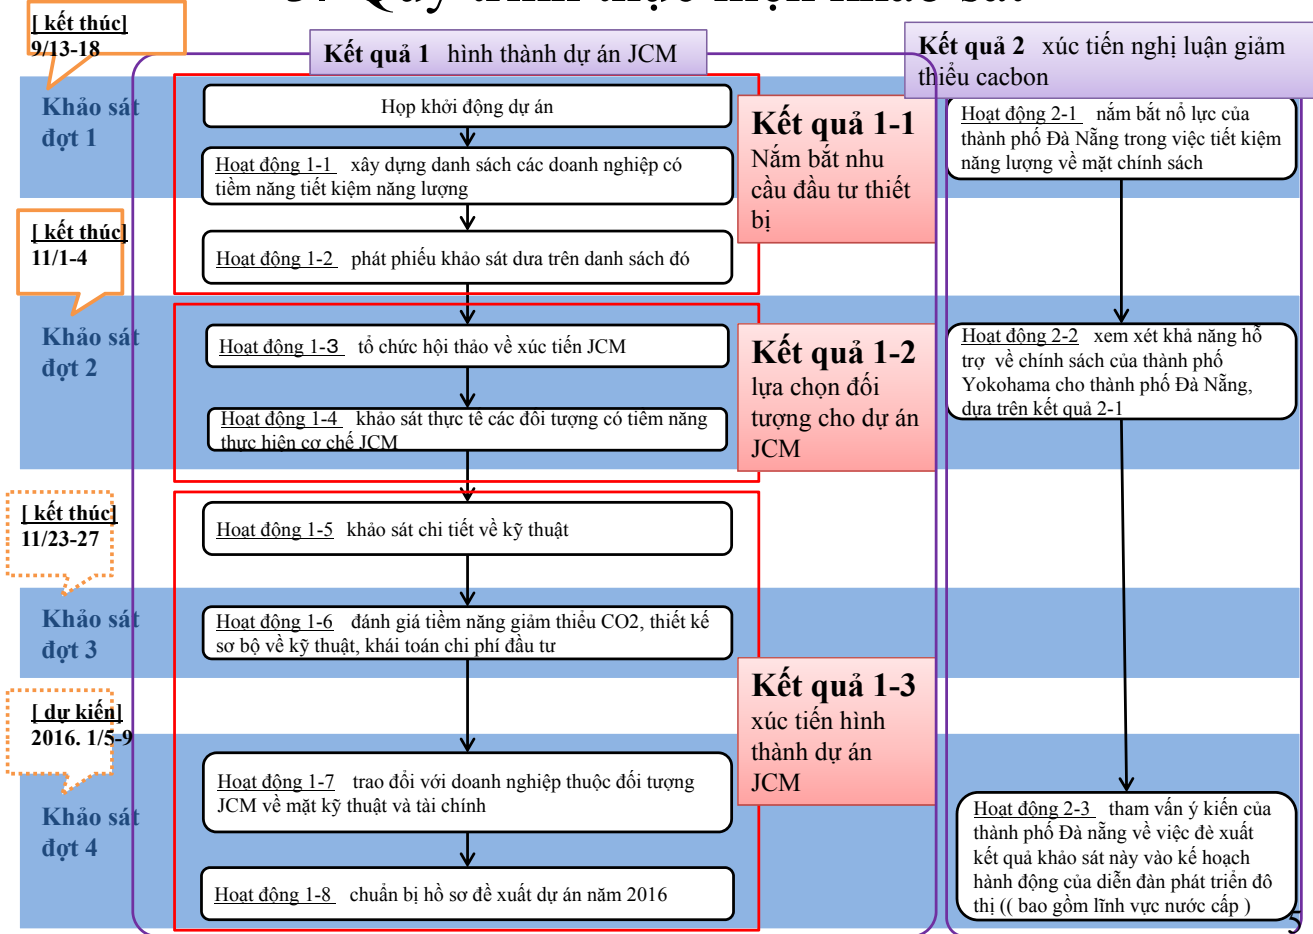 [ kết thúc]
9/13-18
Kết quả 1 hình thành dự án JCM
Kết quả 2 xúc tiến nghị luận giảm
thiểu cacbon
Khảo sát
đợt 1
Họp khởi động dự án
Hoạt động 1-1 xây dựng danh sách các doanh nghiệp có
tiềm năng tiết kiệm năng lượng
Kết quả 1-1
Nắm bắt nhu
cầu đầu tư thiết
bị
Hoạt động 2-1 nắm bắt nổ lực của
thành phố Đà Nẵng trong việc tiết kiệm
năng lượng về mặt chính sách
[ kết thúc]
11/1-4
Hoạt động 1-2 phát phiếu khảo sát dưa trên danh sách đó
Khảo sát
đợt 2
Hoạt động 1-3 tổ chức hội thảo về xúc tiến JCM
Hoạt động 1-4 khảo sát thực tế các đối tượng có tiềm năng
thực hiện cơ chế JCM
Kết quả 1-2
lựa chọn đối
tượng cho dự án
JCM
Hoạt động 2-2 xem xét khả năng hỗ
trợ về chính sách của thành phố
Yokohama cho thành phố Đà Nẵng,
dựa trên kết quả 2-1
[ kết thúc]
11/23-27
Hoạt động 1-5 khảo sát chi tiết về kỹ thuật
Khảo sát
đợt 3
Hoạt động 1-6 đánh giá tiềm năng giảm thiểu CO2, thiết kế
sơ bộ về kỹ thuật, khái toán chi phí đầu tư
Kết quả 1-3
xúc tiến hình
thành dự án
JCM
[ dự kiến]
2016. 1/5-9
Khảo sát
đợt 4
Hoạt động 1-7 trao đổi với doanh nghiệp thuộc đối tượng
JCM về mặt kỹ thuật và tài chính
Hoạt động 1-8 chuẩn bị hồ sơ đề xuất dự án năm 2016
Hoạt động 2-3 tham vấn ý kiến của
thành phố Đà nẵng về việc đè xuất
kết quả khảo sát này vào kế hoạch
hành động của diễn đàn phát triển đô
thị (( bao gồm lĩnh vực nước cấp )
5